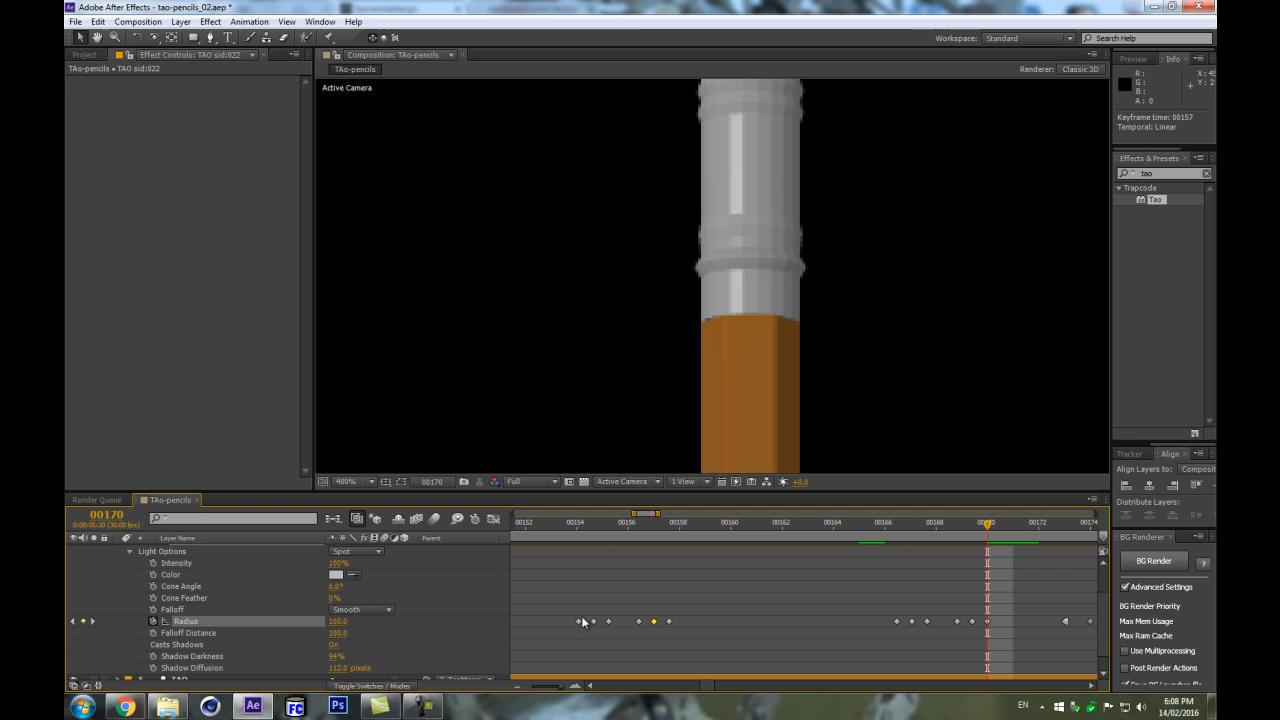 Adobe After Effects - tao-pencils_02.aep *
File Edit Composition Layer Effect Animation View Window Help
Workspace: Standard Search Help
Project Effect Controls: TAO sid:022 Composition: TAo-pencils Preview Info
TAo-pencils • TAO sid:022 TAo-pencils Renderer: Classic 3D
Active Camera
R:
G:
B:
A: 0
Keyframe time: 00157
Temporal: Linear
Effects & Presets
tao
Trapcode
Tao
Tracker Align
Align Layers to:
Distribute Layers:
400% 00170 Full Active Camera 1 View +0.0
Render Queue TAo-pencils
00170
0:00:05:20 (30.00 fps)
00152 00154 00156 00158 00160 00162 00164 00166 00168 00170 00172 00174
# Layer Name Parent
Light Options Spot
Intensity 100%
Color
Cone Angle 0.0°
Cone Feather 0%
Falloff Smooth
Radius 100.0
Falloff Distance 100.0
Casts Shadows On
Shadow Darkness 94%
Shadow Diffusion 112.0 pixels
Toggle Switches / Modes
BG Renderer
BG Render ?
Advanced Settings
BG Render Priority
Max Mem Usage
Max Ram Cache
Use Multiprocessing
Post Render Actions
Ae FC Ps
EN 6:08 PM
14/02/2016